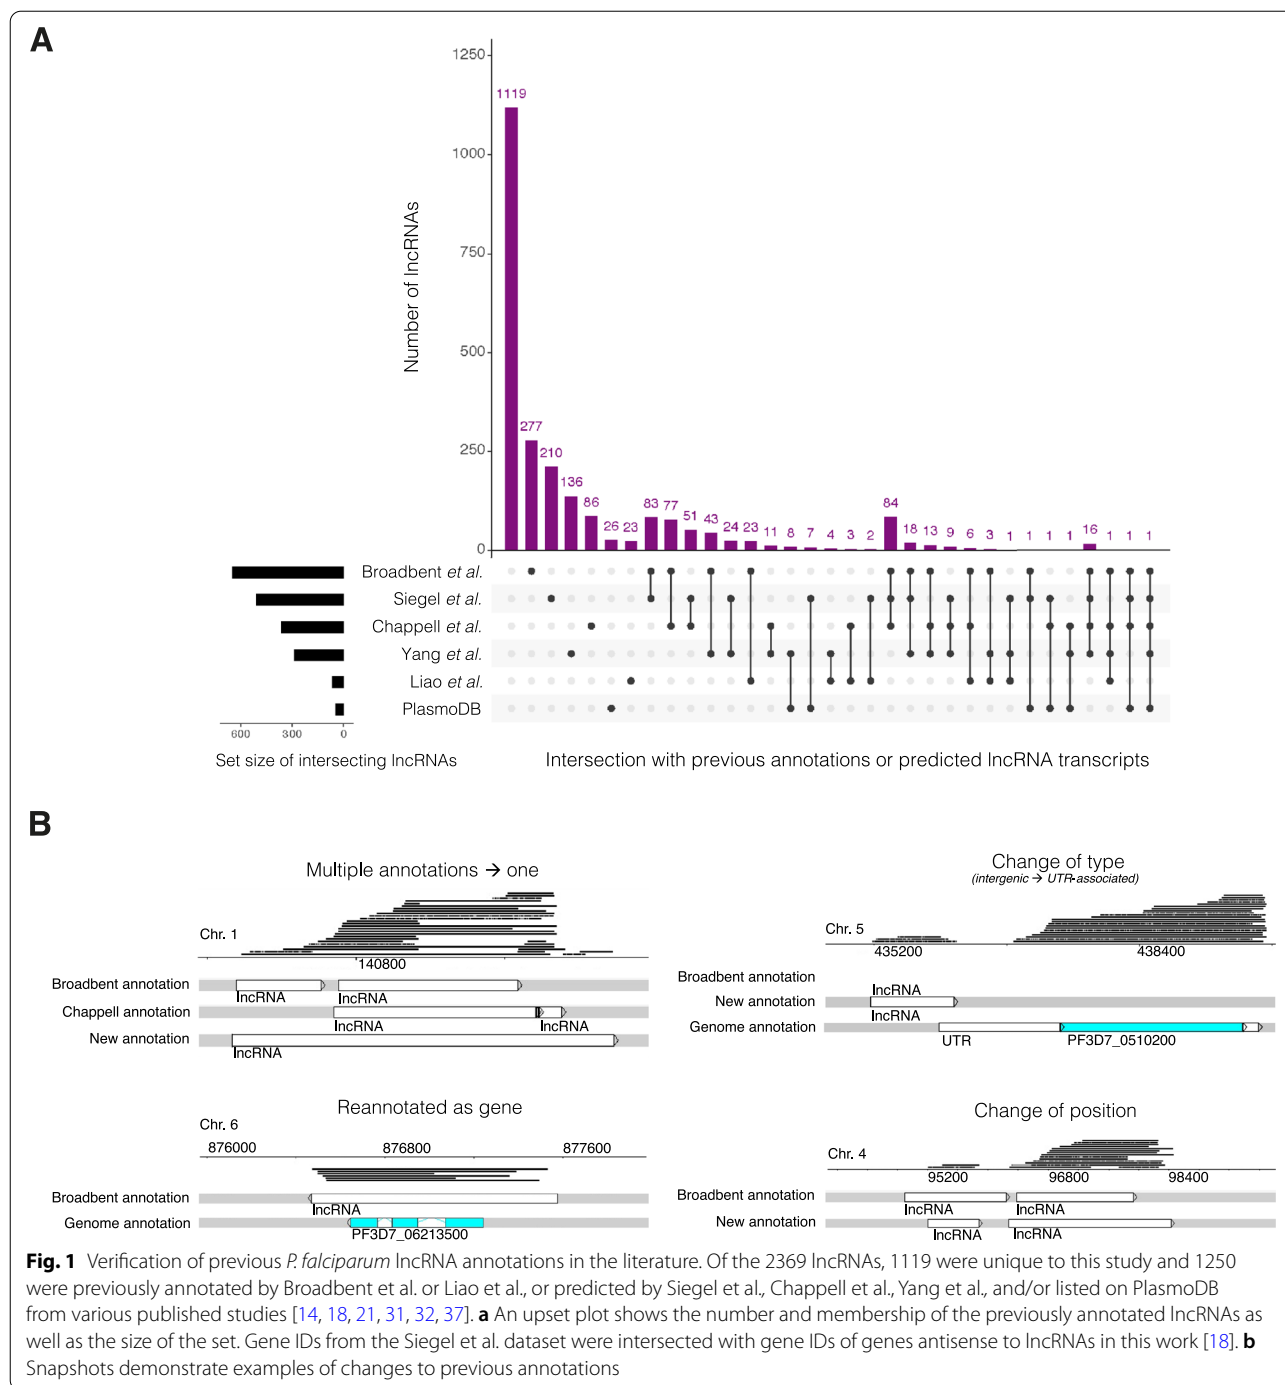 A
1250
1000
750
500
250
0
Number of lncRNAs
1119
277
210
136
86
26
23
83
77
51
43
24
23
11
8
7
4
3
2
84
18
13
9
6
3
1
1
1
1
16
1
1
1
Broadbent et al.
Siegel et al.
Chappell et al.
Yang et al.
Liao et al.
PlasmoDB
600 300 0
Set size of intersecting lncRNAs
Intersection with previous annotations or predicted lncRNA transcripts
B
Multiple annotations → one
Chr. 1
140800
Broadbent annotation
lncRNA lncRNA
Chappell annotation
lncRNA lncRNA
New annotation
lncRNA
Change of type
(intergenic → UTR-associated)
Chr. 5
435200 438400
Broadbent annotation
lncRNA
New annotation
lncRNA
Genome annotation
UTR PF3D7_0510200
Reannotated as gene
Chr. 6
876000 876800 877600
Broadbent annotation
lncRNA
Genome annotation
PF3D7_06213500
Change of position
Chr. 4
95200 96800 98400
Broadbent annotation
lncRNA lncRNA
New annotation
lncRNA lncRNA
Fig. 1 Verification of previous P. falciparum lncRNA annotations in the literature. Of the 2369 lncRNAs, 1119 were unique to this study and 1250
were previously annotated by Broadbent et al. or Liao et al., or predicted by Siegel et al., Chappell et al., Yang et al., and/or listed on PlasmoDB
from various published studies [14, 18, 21, 31, 32, 37]. a An upset plot shows the number and membership of the previously annotated lncRNAs as
well as the size of the set. Gene IDs from the Siegel et al. dataset were intersected with gene IDs of genes antisense to lncRNAs in this work [18]. b
Snapshots demonstrate examples of changes to previous annotations